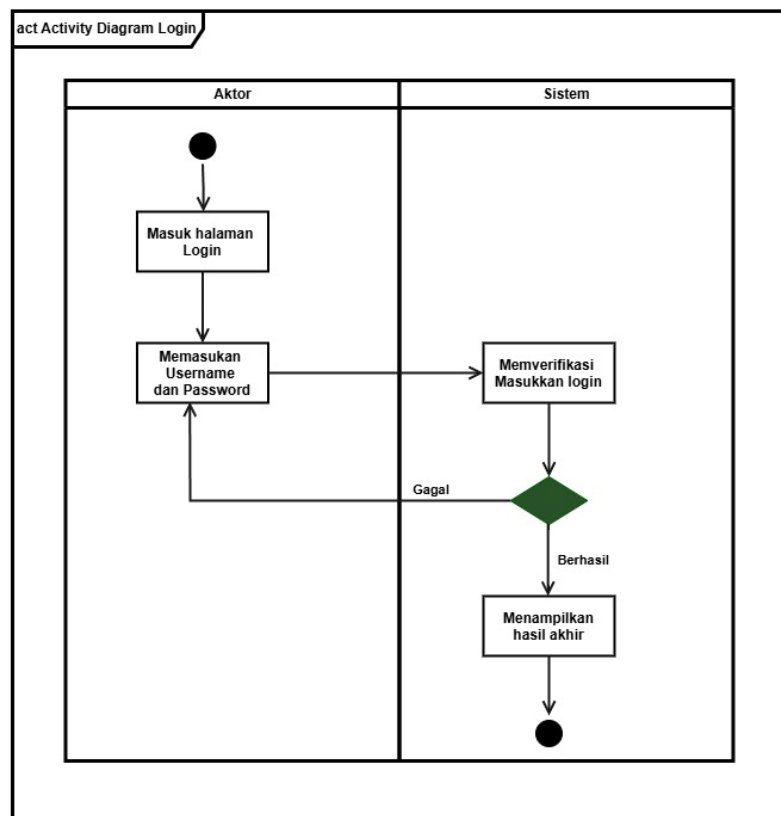 act Activity Diagram Login
Aktor
Sistem
Masuk halaman
Login
Memasukan
Username
dan Password
Memverifikasi
Masukkan login
Gagal
Berhasil
Menampilkan
hasil akhir